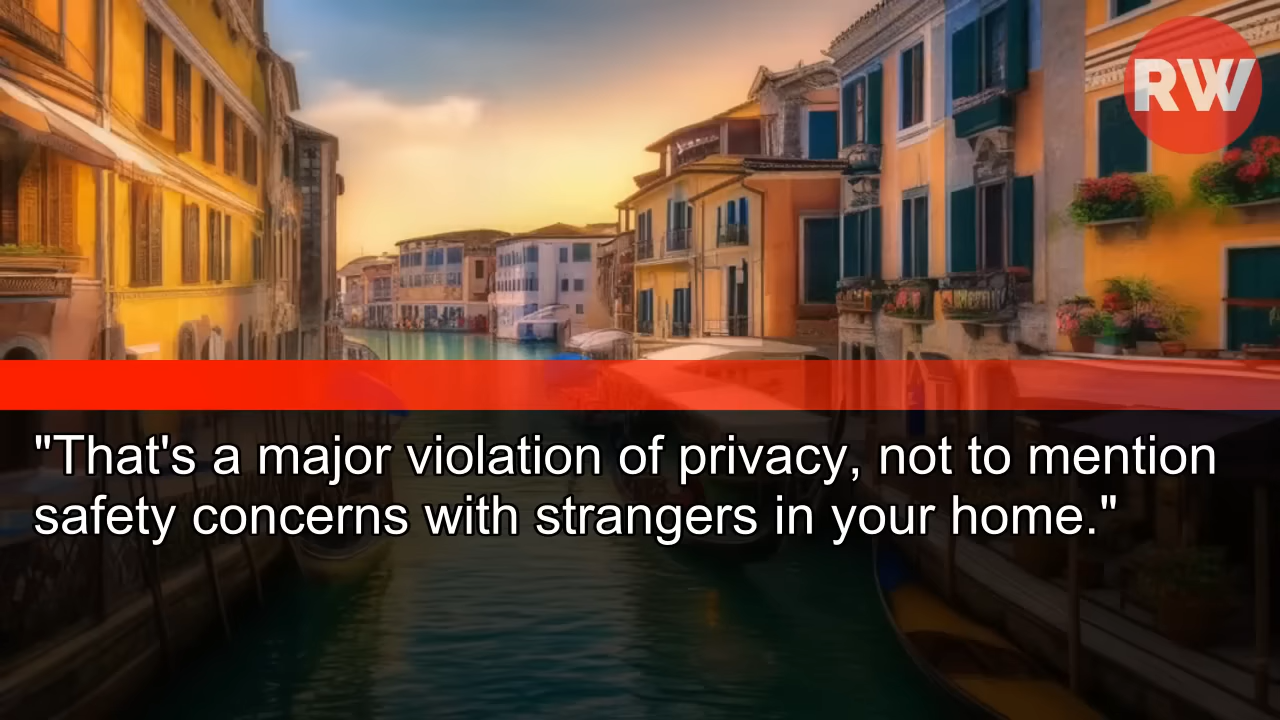 RW
"That's a major violation of privacy, not to mention
safety concerns with strangers in your home."